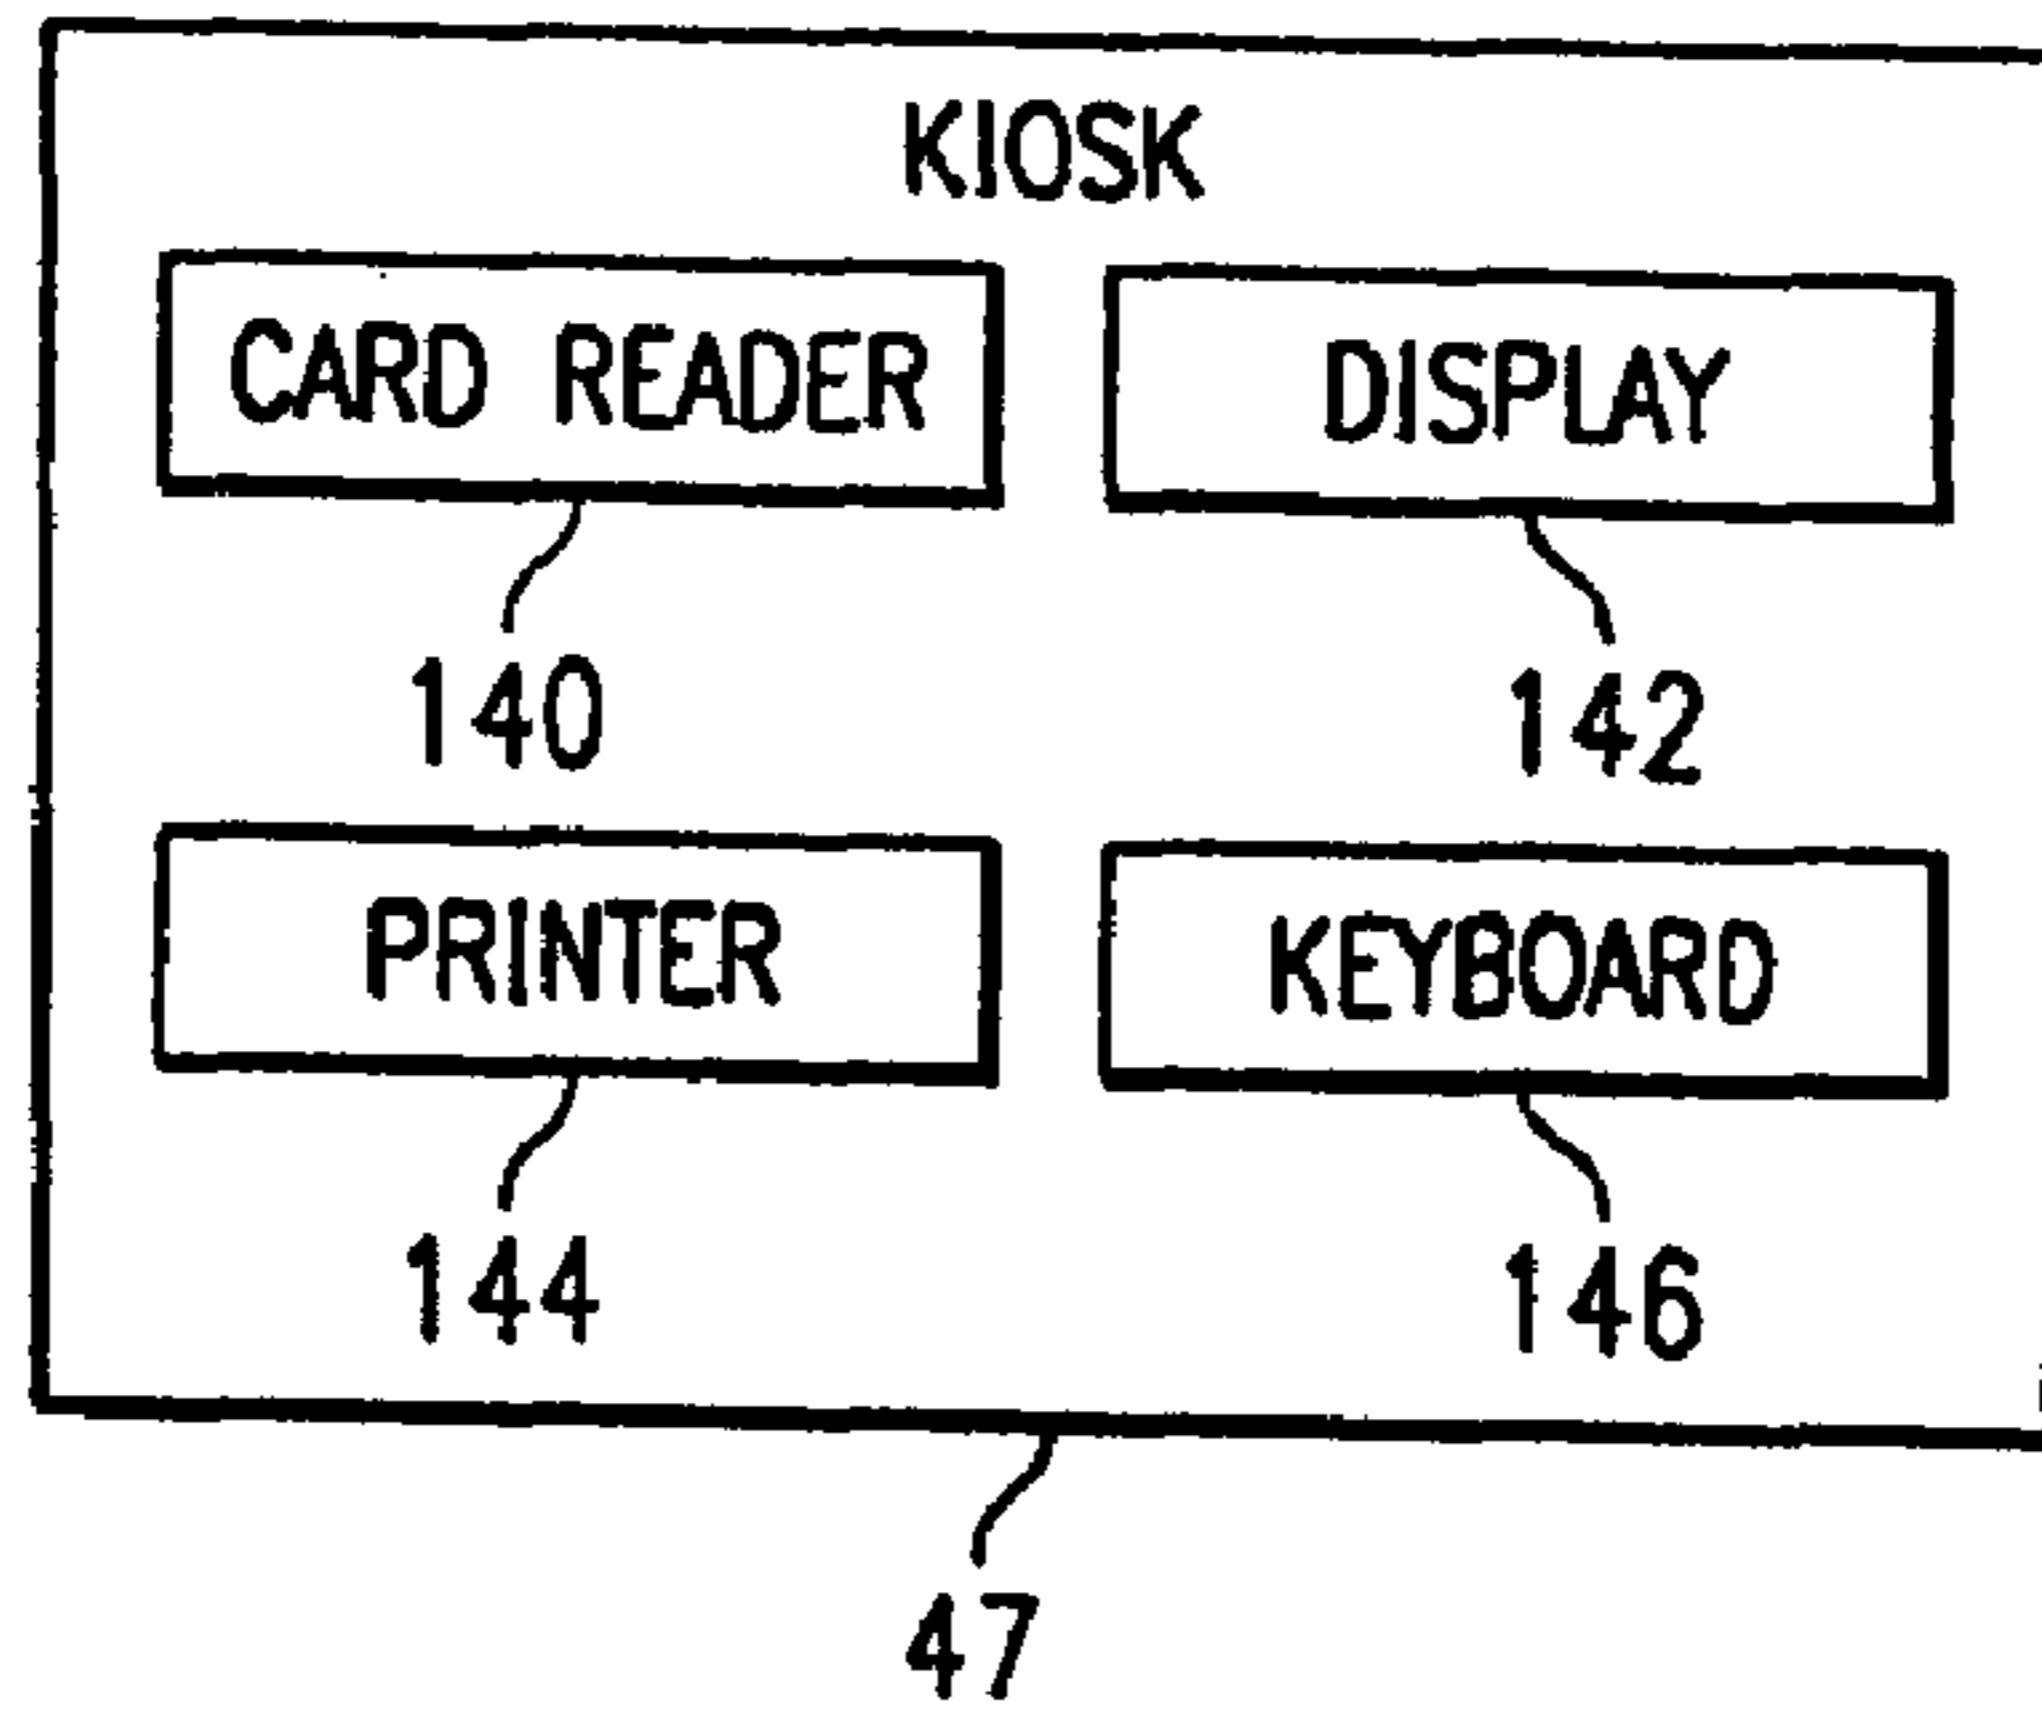 KIOSK
CARD READER
DISPLAY
140
142
PRINTER
KEYBOARD
144
146
47